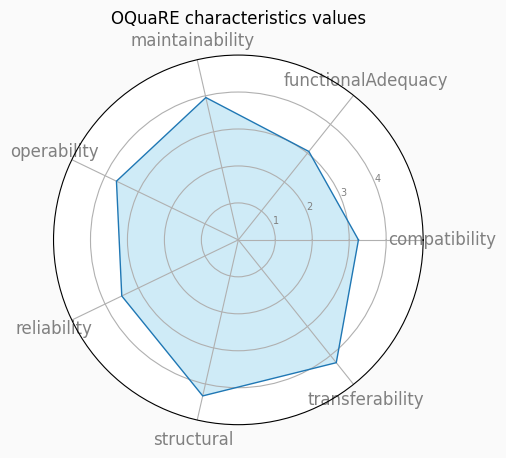 OQuaRE characteristics values
maintainability
functionalAdequacy
operability
4
3
2
1
compatibility
reliability
transferability
structural